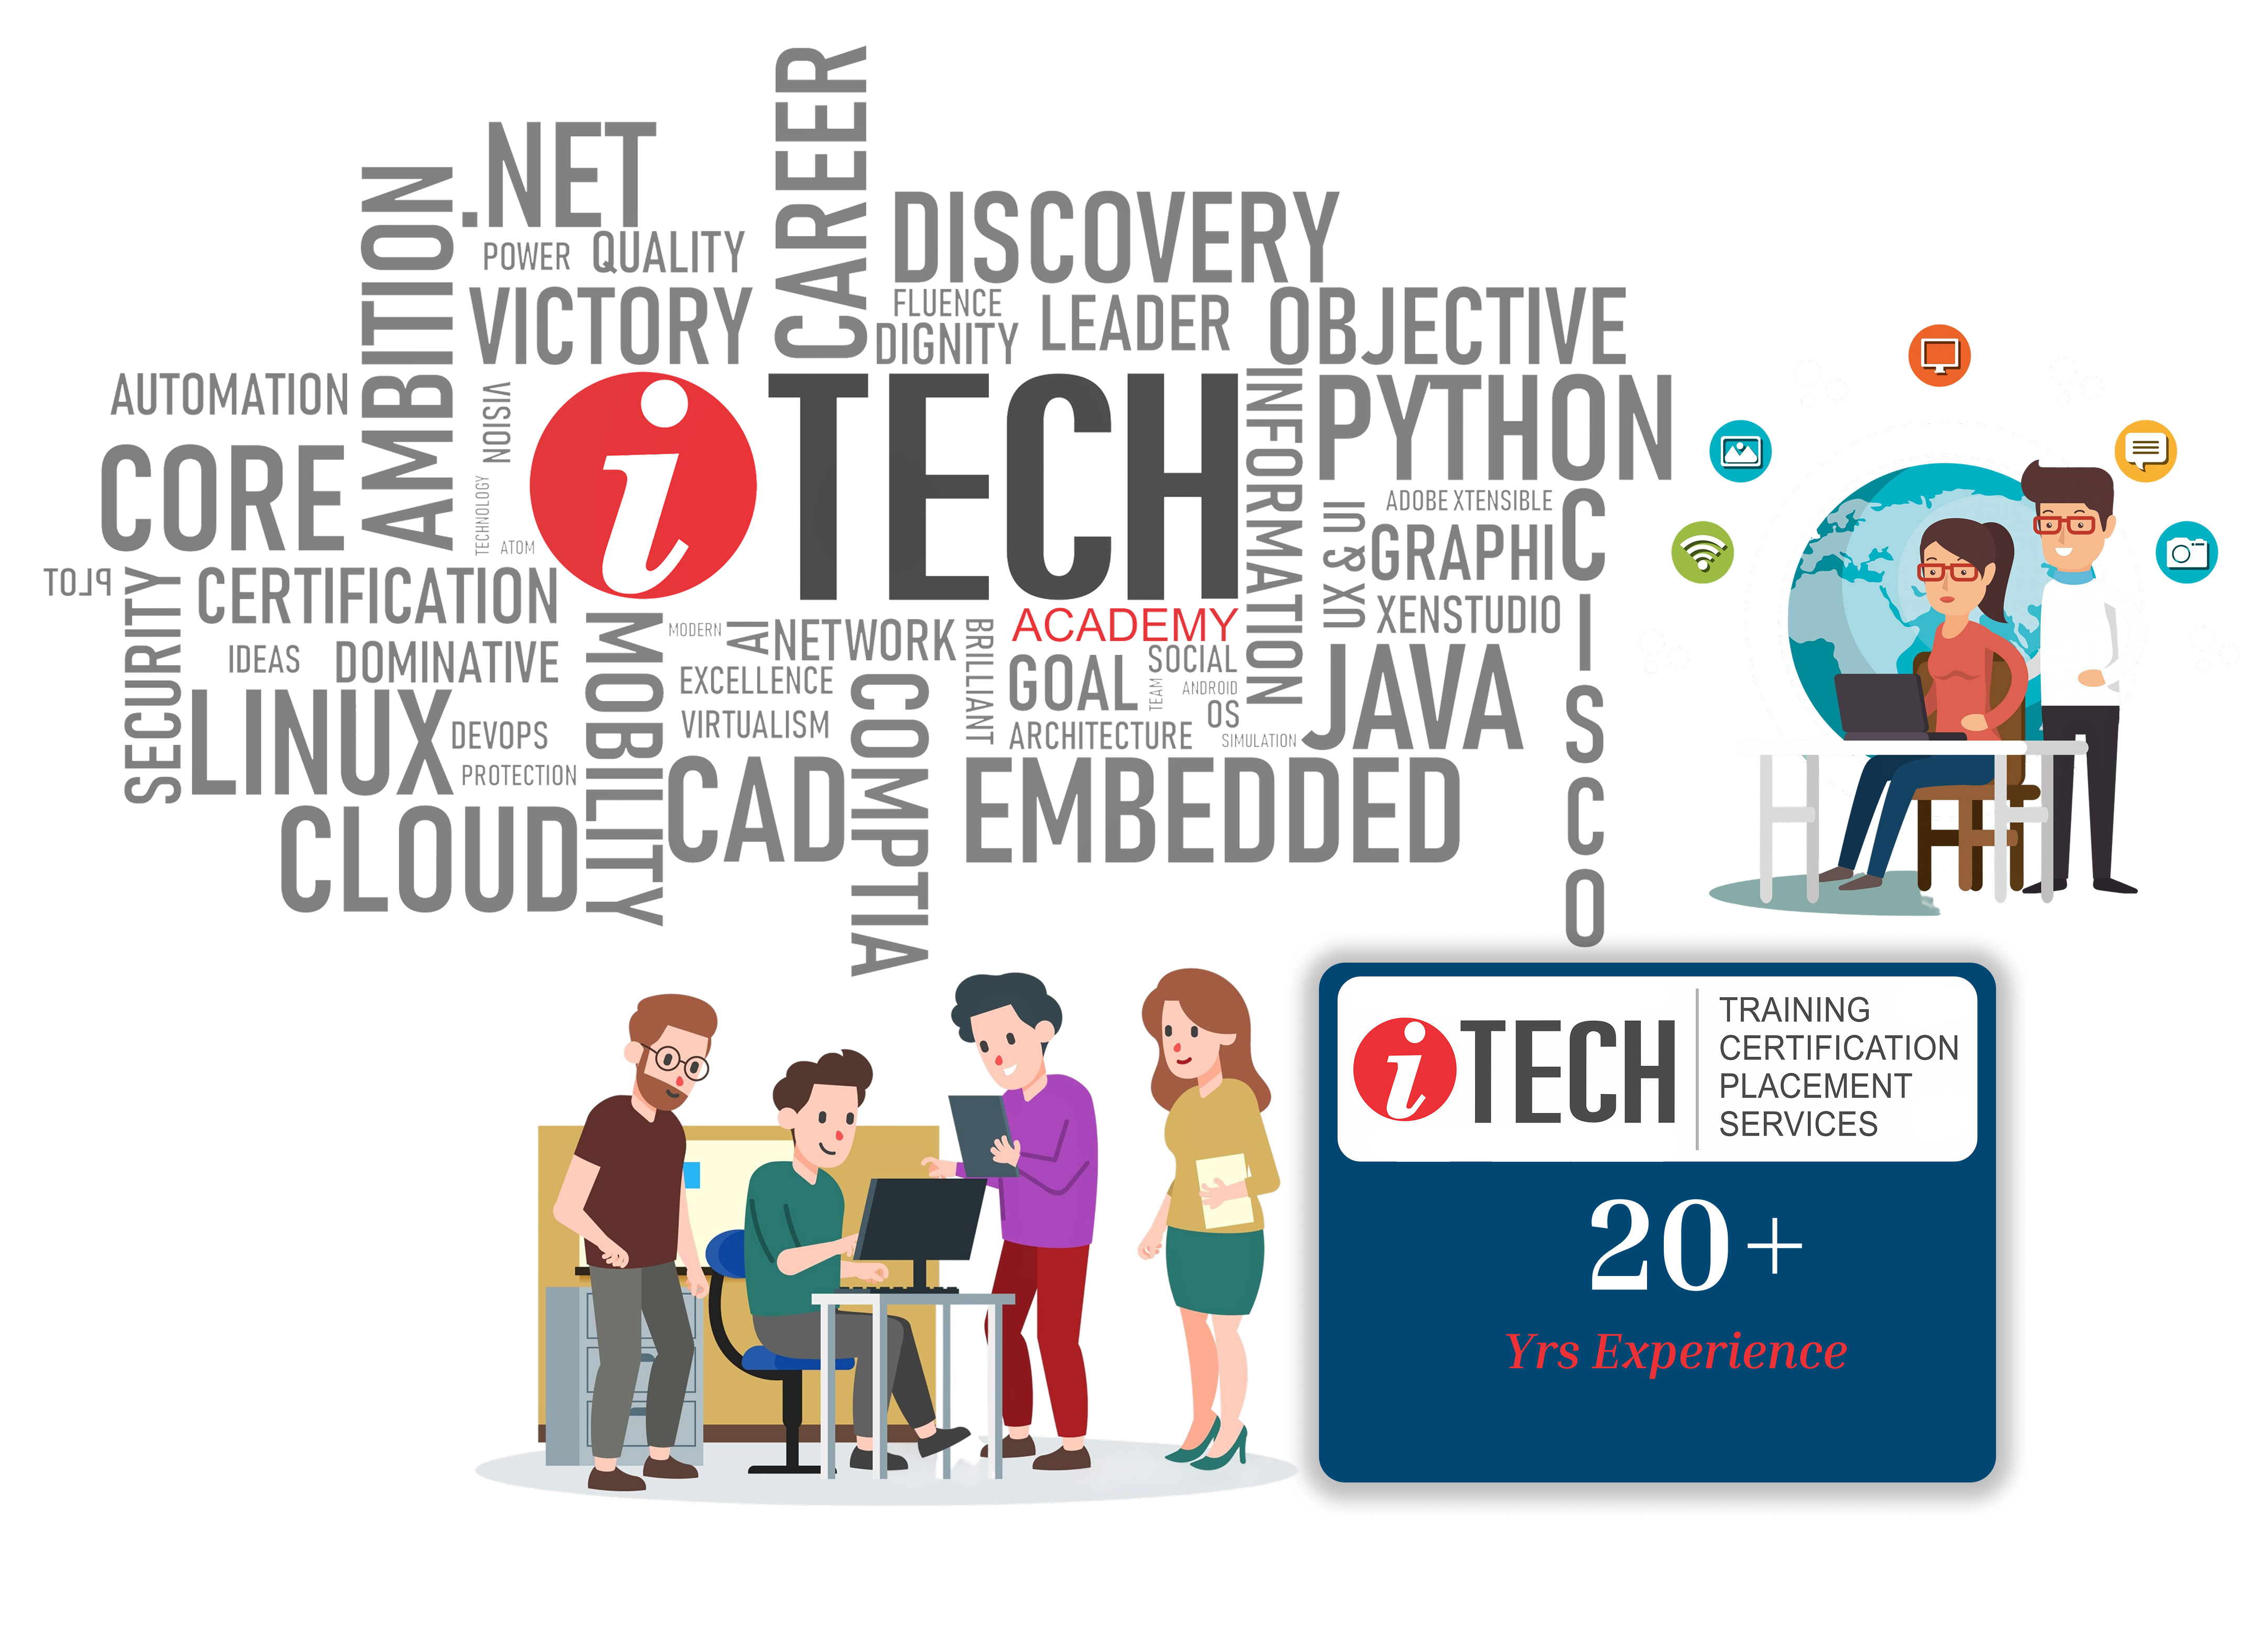 CAREER
.NET
AMBITION
POWER QUALITY
DISCOVERY
VICTORY
FLUENCE
DIGNITY
LEADER
OBJECTIVE
AUTOMATION
VISION
i TECH
INFORMATION
PYTHON
CORE
TECHNOLOGY
ATOM
ADOBE XTENSIBLE
UX & UI
GRAPHI
CISCO
PLOT
SECURITY
CERTIFICATION
ACADEMY
XENSTUDIO
MOBILITY
MODERN
AI
NETWORK
BRILLIANT
IDEAS
DOMINATIVE
EXCELLENCE
COMPTIA
GOAL
SOCIAL
TEAM
ANDROID
OS
JAVA
LINUX
DEVOPS
VIRTUALISM
ARCHITECTURE
SIMULATION
PROTECTION
CAD
EMBEDDED
CLOUD
i TECH
TRAINING
CERTIFICATION
PLACEMENT
SERVICES
20+
Yrs Experience